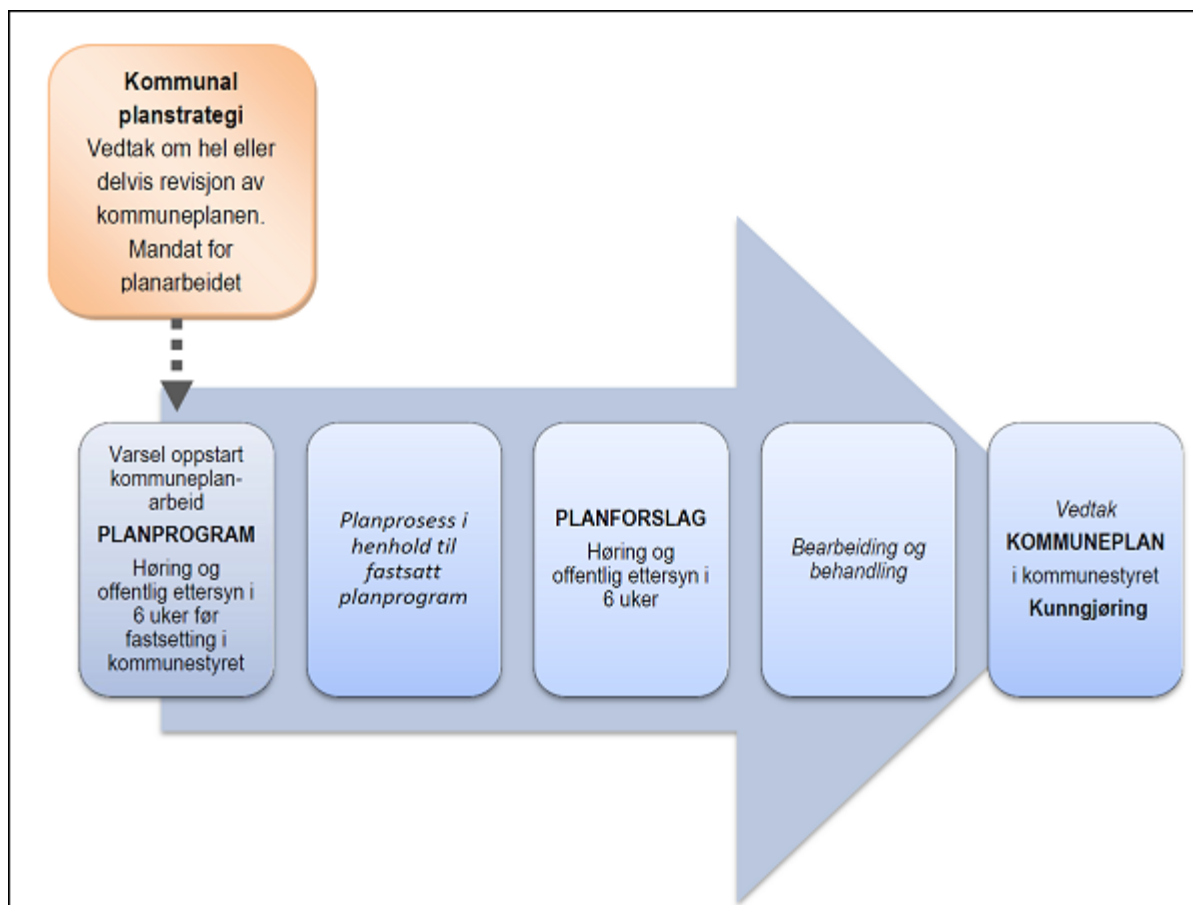 Kommunal
planstrategi
Vedtak om hel eller
delvis revisjon av
kommuneplanen.
Mandat for
planarbeidet
Varsel oppstart
kommuneplan-
arbeid
PLANPROGRAM
Høring og
offentlig ettersyn i
6 uker før
fastsetting i
kommunestyret
Planprosess i
henhold til
fastsatt
planprogram
PLANFORSLAG
Høring og
offentlig ettersyn i
6 uker
Bearbeiding og
behandling
Vedtak
KOMMUNEPLAN
i kommunestyret
Kunngjøring